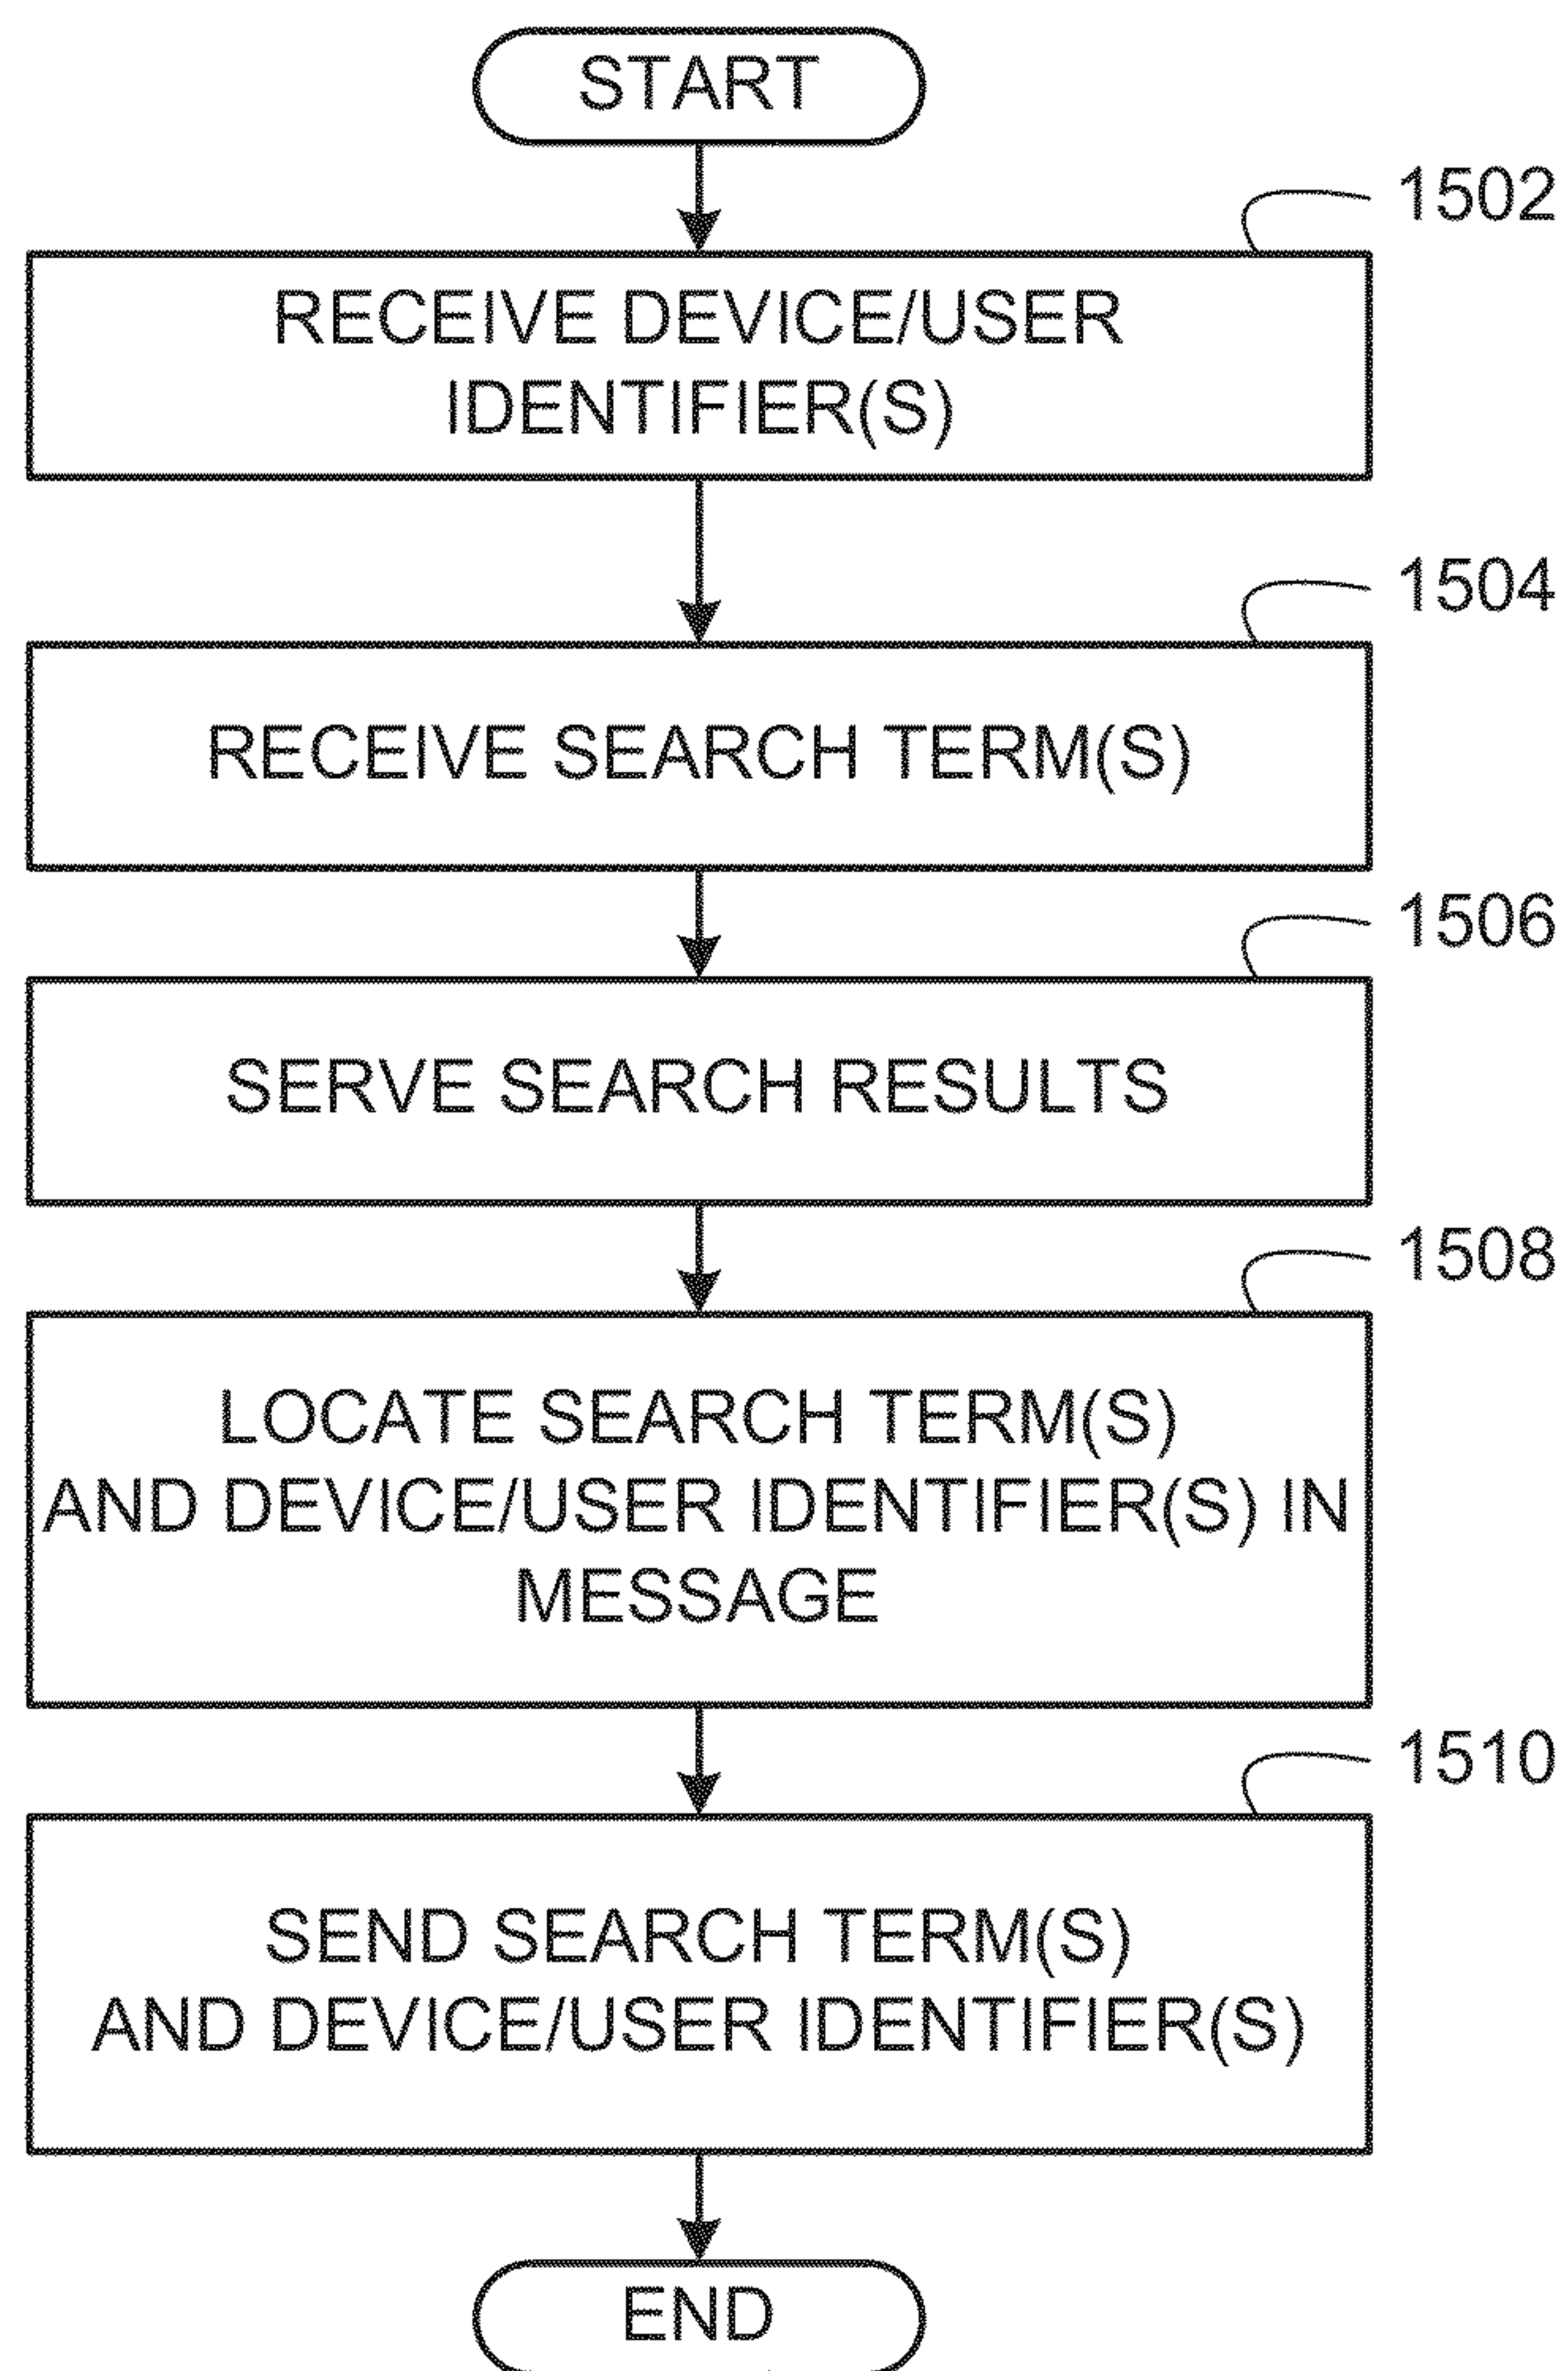 START
1502
RECEIVE DEVICE/USER
IDENTIFIER(S)
1504
RECEIVE SEARCH TERM(S)
1506
SERVE SEARCH RESULTS
1508
LOCATE SEARCH TERM(S)
AND DEVICE/USER IDENTIFIER(S) IN
MESSAGE
1510
SEND SEARCH TERM(S)
AND DEVICE/USER IDENTIFIER(S)
END